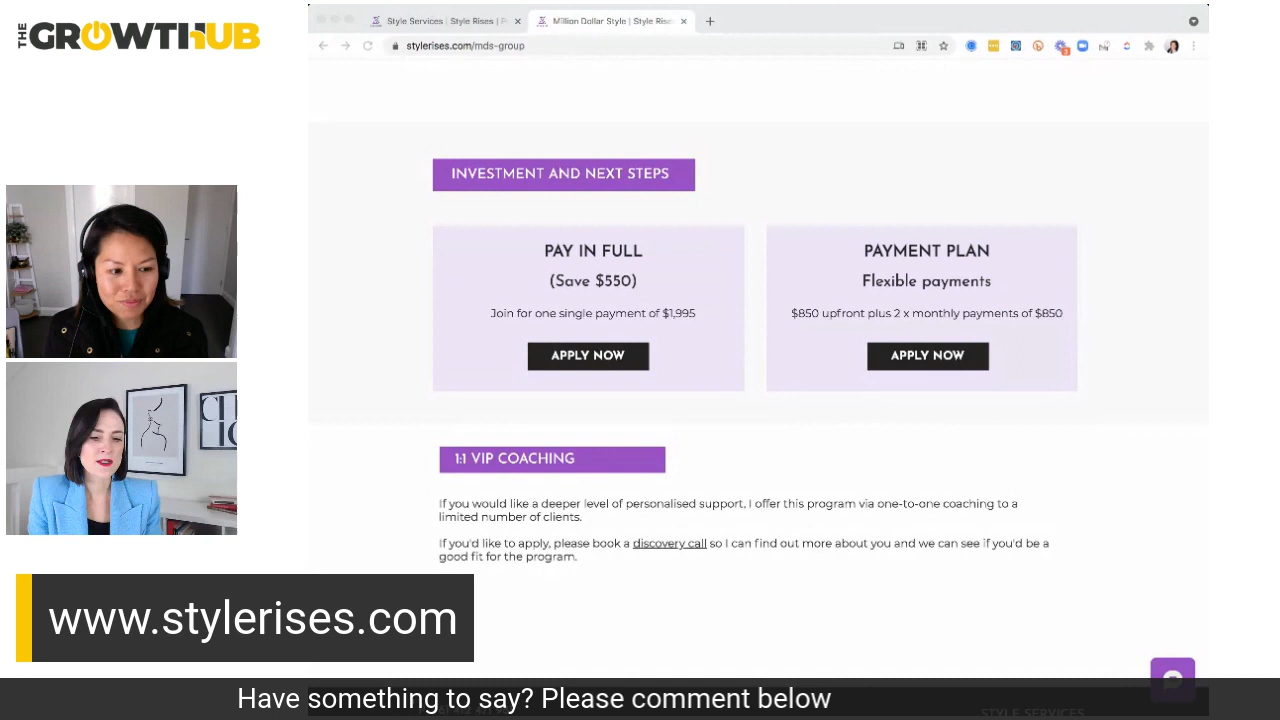 THE GROWTHUB
Style Services | Style Rises | P
Million Dollar Style | Style Rise
stylerises.com/mds-group
INVESTMENT AND NEXT STEPS
PAY IN FULL
(Save $550)
Join for one single payment of $1,995
APPLY NOW
PAYMENT PLAN
Flexible payments
$850 upfront plus 2 x monthly payments of $850
APPLY NOW
1:1 VIP COACHING
If you would like a deeper level of personalised support, I offer this program via one-to-one coaching to a
limited number of clients.
If you'd like to apply, please book a discovery call so I can find out more about you and we can see if you'd be a
good fit for the program.
www.stylerises.com
Have something to say? Please comment below
STYLE SERVICES